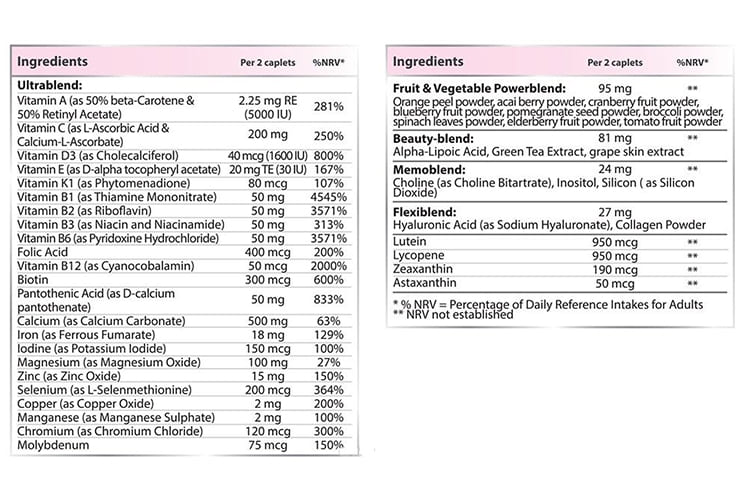 Ingredients Per 2 caplets %NRV*
Ultrablend:
Vitamin A (as 50% beta-Carotene & 2.25 mg RE 281%
50% Retinyl Acetate) (5000 IU)
Vitamin C (as L-Ascorbic Acid & 200 mg 250%
Calcium-L-Ascorbate)
Vitamin D3 (as Cholecalciferol) 40 mcg (1600 IU) 800%
Vitamin E (as D-alpha tocopheryl acetate) 20 mg TE (30 IU) 167%
Vitamin K1 (as Phytomenadione) 80 mcg 107%
Vitamin B1 (as Thiamine Mononitrate) 50 mg 4545%
Vitamin B2 (as Riboflavin) 50 mg 3571%
Vitamin B3 (as Niacin and Niacinamide) 50 mg 313%
Vitamin B6 (as Pyridoxine Hydrochloride) 50 mg 3571%
Folic Acid 400 mcg 200%
Vitamin B12 (as Cyanocobalamin) 50 mcg 2000%
Biotin 300 mcg 600%
Pantothenic Acid (as D-calcium 50 mg 833%
pantothenate)
Calcium (as Calcium Carbonate) 500 mg 63%
Iron (as Ferrous Fumarate) 18 mg 129%
Iodine (as Potassium Iodide) 150 mcg 100%
Magnesium (as Magnesium Oxide) 100 mg 27%
Zinc (as Zinc Oxide) 15 mg 150%
Selenium (as L-Selenmethionine) 200 mcg 364%
Copper (as Copper Oxide) 2 mg 200%
Manganese (as Manganese Sulphate) 2 mg 100%
Chromium (as Chromium Chloride) 120 mcg 300%
Molybdenum 75 mcg 150%
Ingredients Per 2 caplets %NRV*
Fruit & Vegetable Powerblend: 95 mg **
Orange peel powder, acai berry powder, cranberry fruit powder,
blueberry fruit powder, pomegranate seed powder, broccoli powder,
spinach leaves powder, elderberry fruit powder, tomato fruit powder
Beauty-blend: 81 mg **
Alpha-Lipoic Acid, Green Tea Extract, grape skin extract
Memoblend: 24 mg **
Choline (as Choline Bitartrate), Inositol, Silicon ( as Silicon
Dioxide)
Flexiblend: 27 mg
Hyaluronic Acid (as Sodium Hyaluronate), Collagen Powder
Lutein 950 mcg **
Lycopene 950 mcg **
Zeaxanthin 190 mcg **
Astaxanthin 50 mcg **
* % NRV = Percentage of Daily Reference Intakes for Adults
** NRV not established